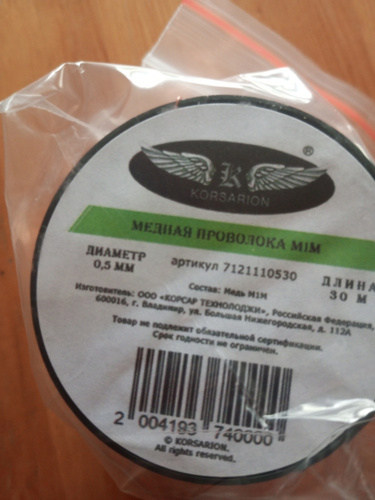 K
®
KORSARION
МЕДНАЯ ПРОВОЛОКА М1М
ДИАМЕТР
0,5 ММ
артикул 7121110530
ДЛИНА
30 М
Состав: Медь М1М
Изготовитель: ООО «КОРСАР ТЕХНОЛОДЖИ», Российская Федерация,
600016, г. Владимир, ул. Большая Нижегородская, д. 112А
Товар не подлежит обязательной сертификации.
Срок годности не ограничен.
2 004193 740000
© KORSARION.
All rights reserved.